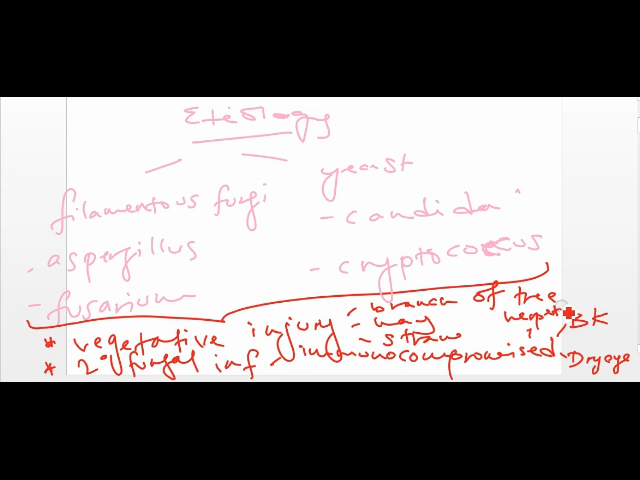 Etiology
filamentous fungi
- aspergillus
- fusarium
yeast
- candida
- cryptococcus
* vegetative injury - branch of tree
- hay
- straw
* 2° fungal inf - immunocompromised
BK
Dry eye